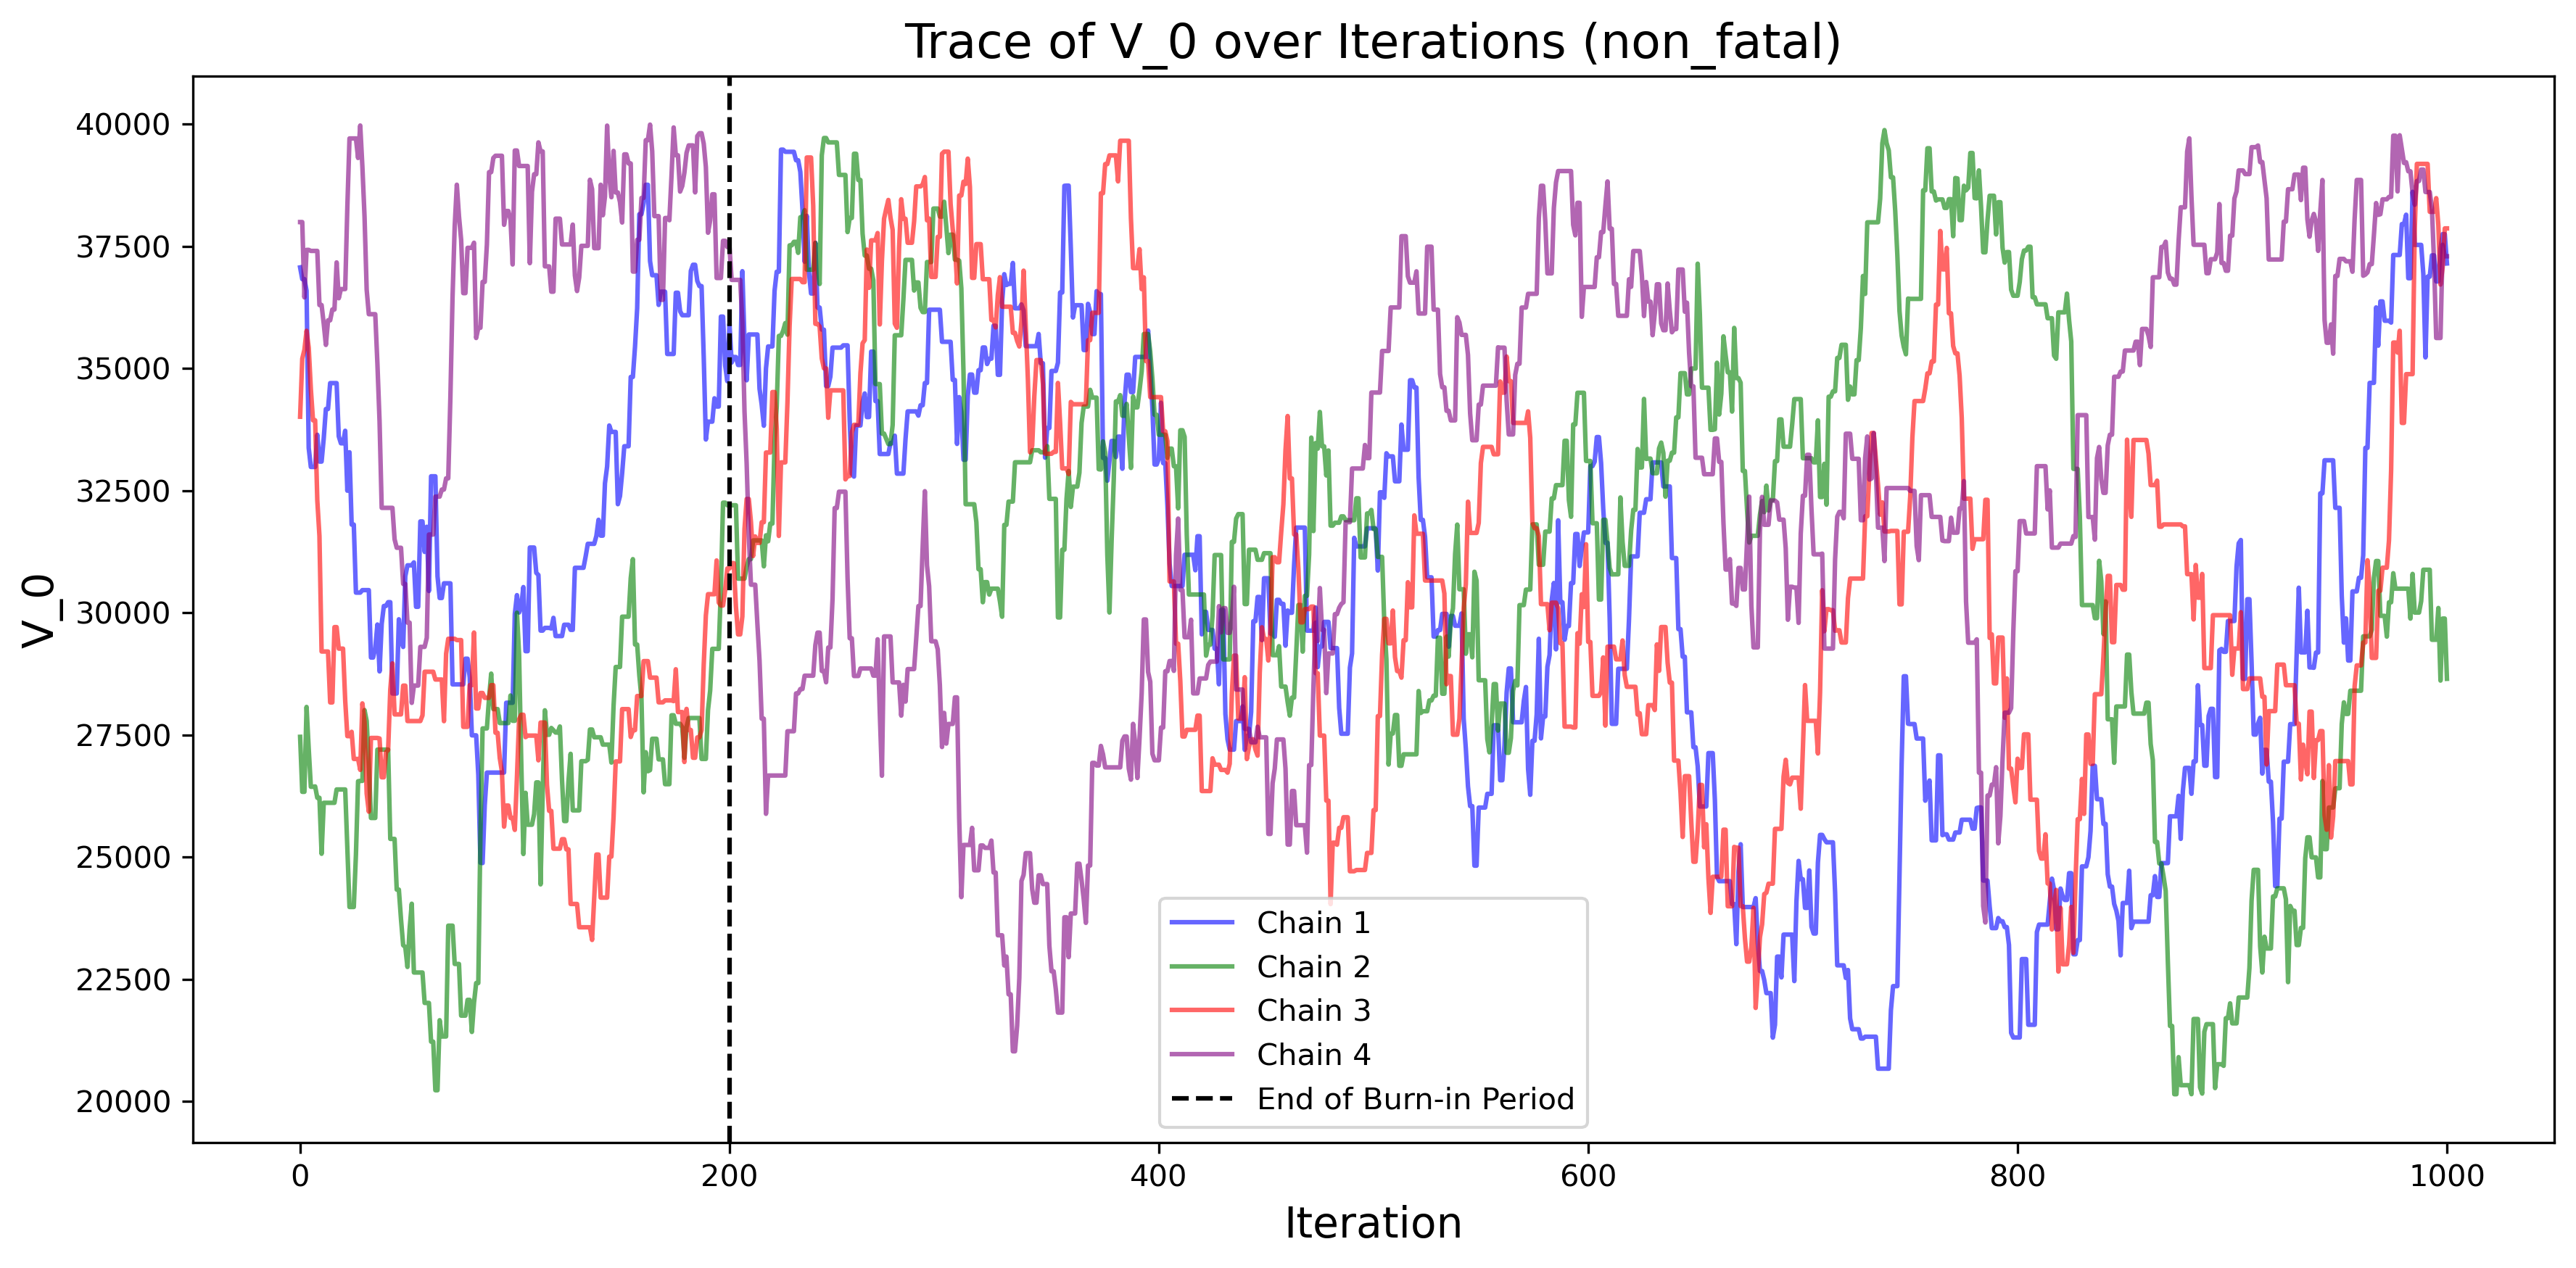 Trace of V_0 over Iterations (non_fatal)
V_0
40000
37500
35000
32500
30000
27500
25000
22500
20000
Chain 1
Chain 2
Chain 3
Chain 4
End of Burn-in Period
0
200
400
600
800
1000
Iteration